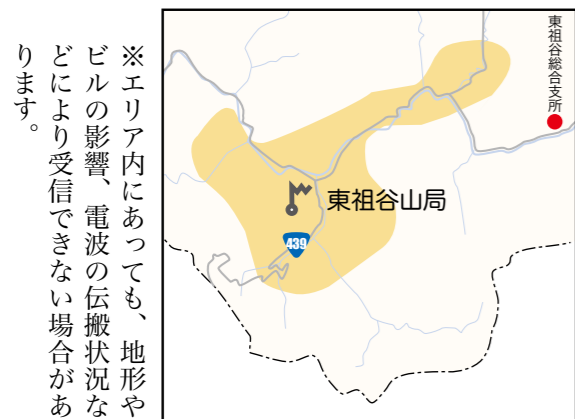 東祖谷総合支所
東祖谷山局
439
※エリア内にあっても、地形や
ビルの影響、電波の伝搬状況な
どにより受信できない場合があ
ります。